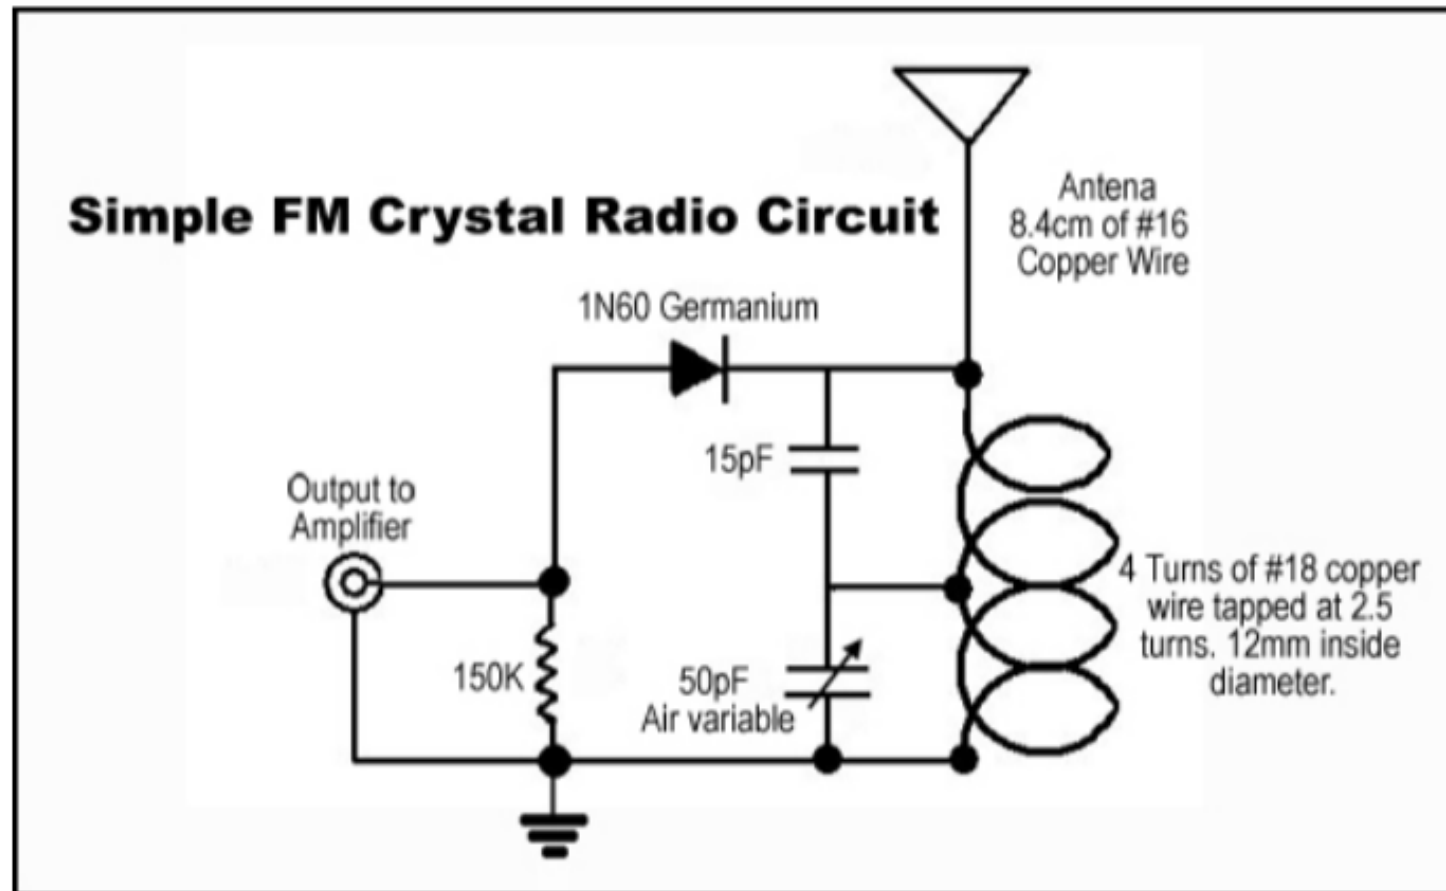 Simple FM Crystal Radio Circuit
Antena
8.4cm of #16
Copper Wire
1N60 Germanium
15pF
Output to
Amplifier
4 Turns of #18 copper
wire tapped at 2.5
turns. 12mm inside
diameter.
150K
50pF
Air variable